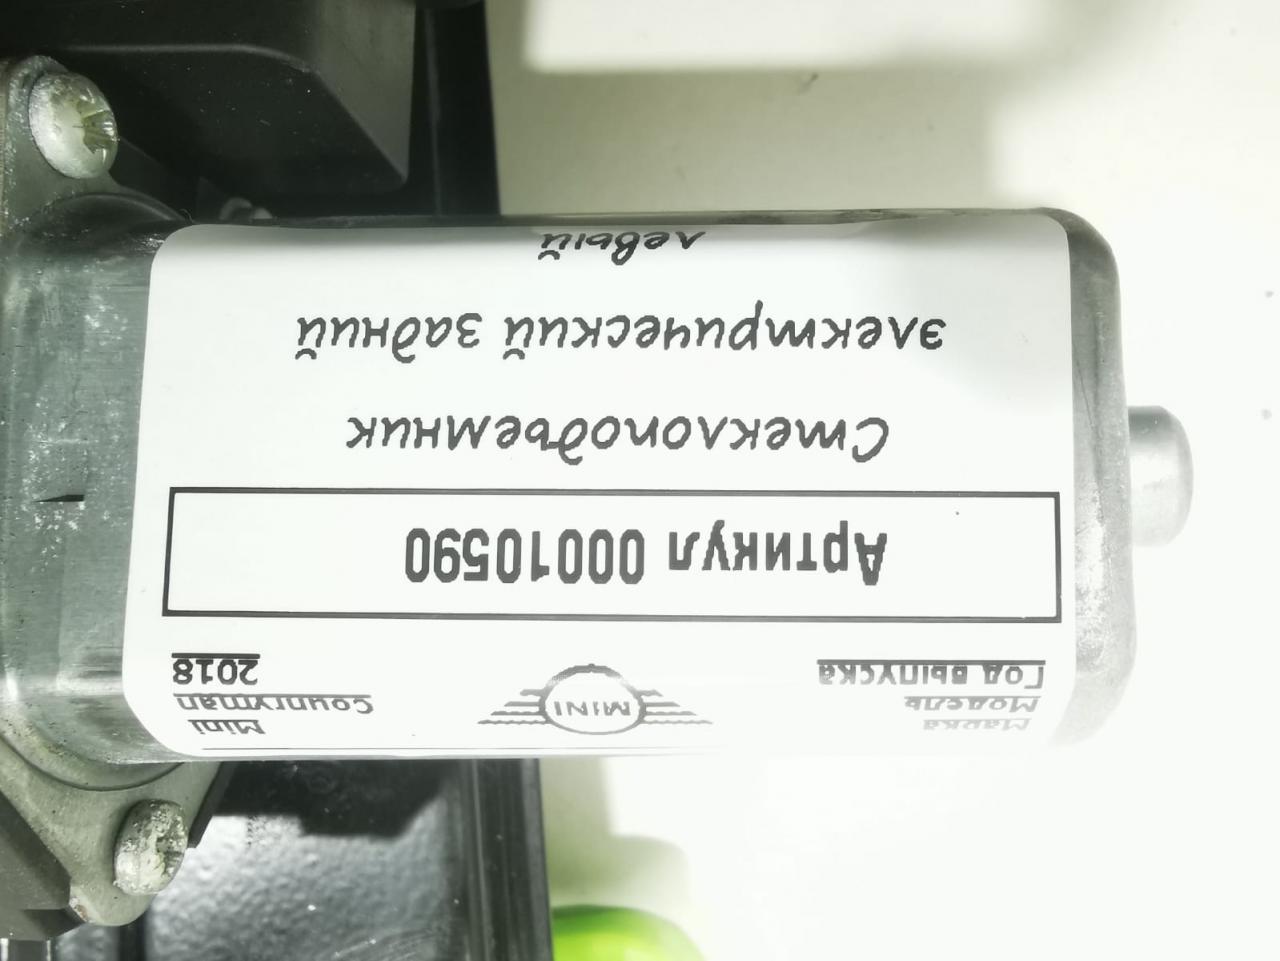 Марка Mini
Модель Countryman
Год выпуска 2018
MINI
Артикул 00010590
Стеклоподъемник
электрический задний
левый